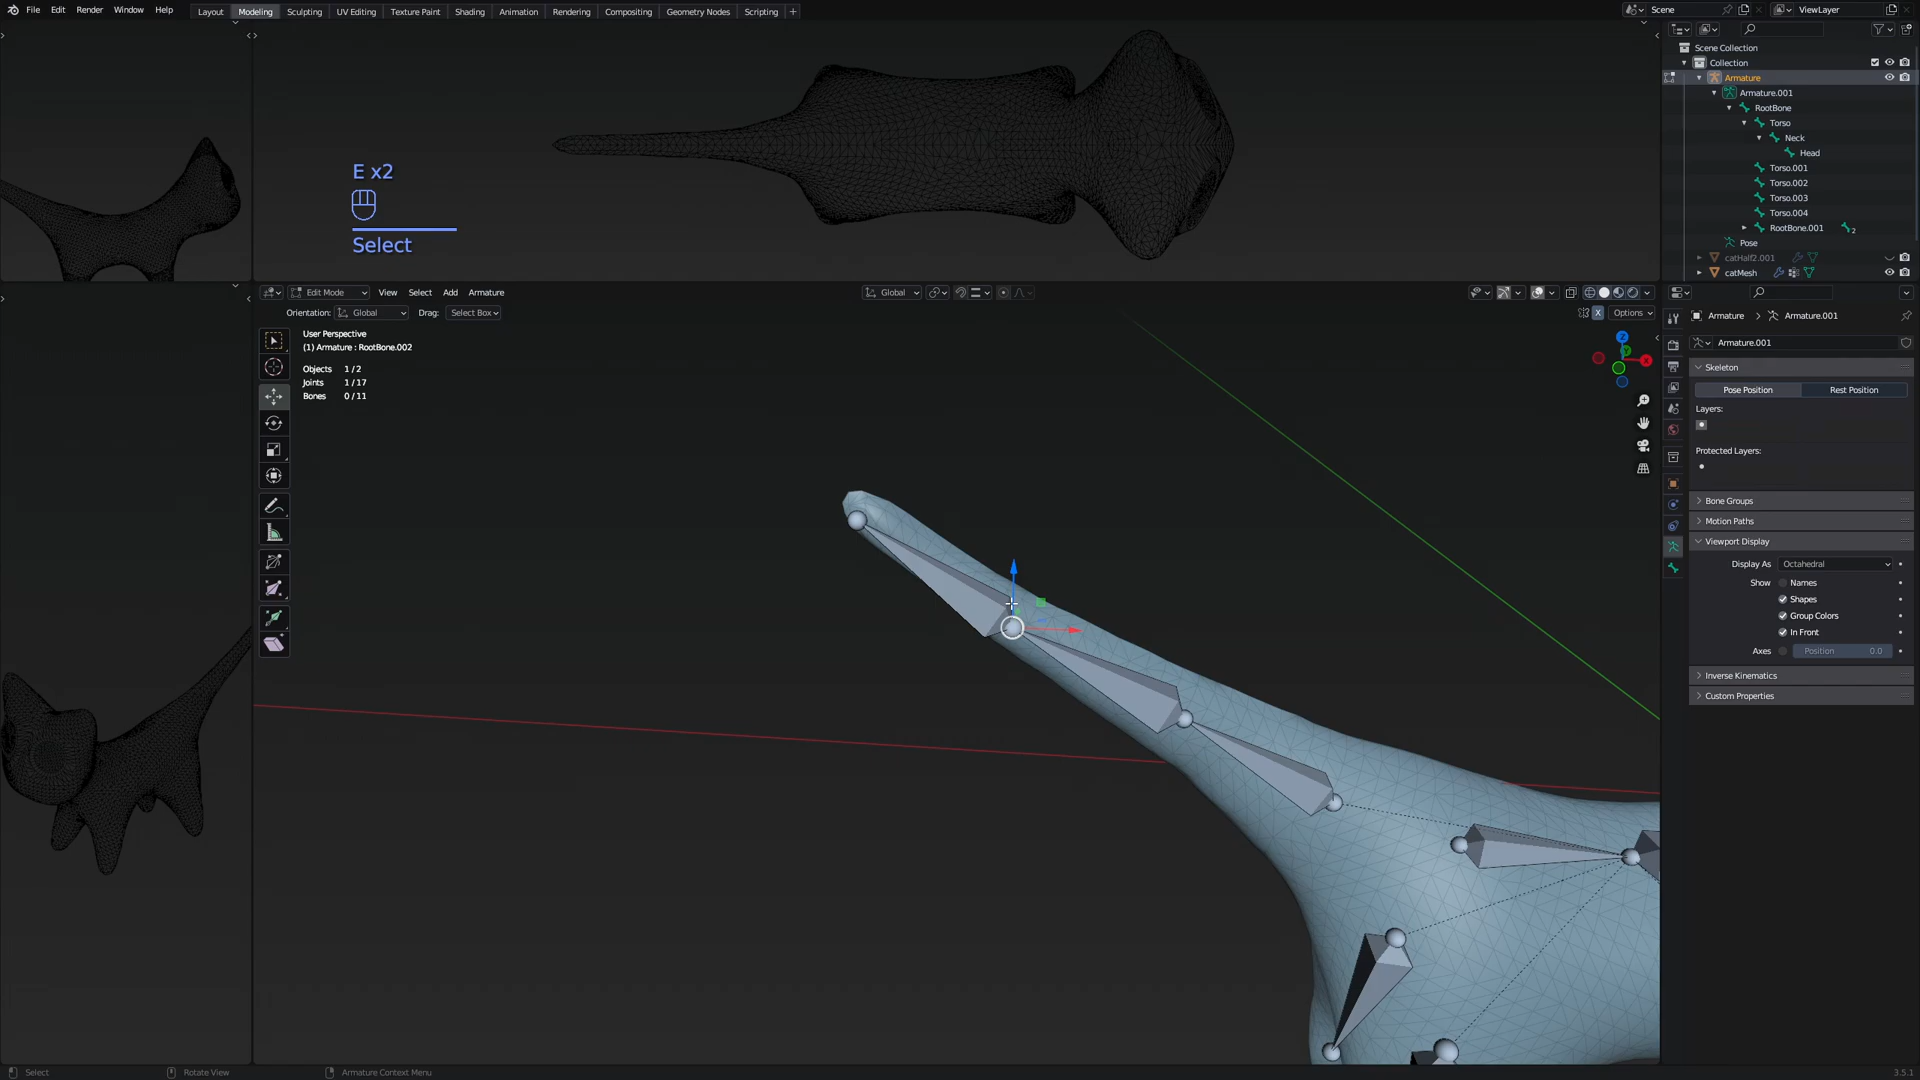 File Edit Render Window Help
Layout Modeling Sculpting UV Editing Texture Paint Shading Animation Rendering Compositing Geometry Nodes Scripting +
Scene
ViewLayer
E x2
Select
Scene Collection
Collection
Armature
Armature.001
RootBone
Torso
Neck
Head
Torso.001
Torso.002
Torso.003
Torso.004
RootBone.001
2
Pose
catHalf2.001
catMesh
Edit Mode View Select Add Armature
Global
Orientation: Global Drag: Select Box
X Options
User Perspective
(1) Armature : RootBone.002
Objects 1 / 2
Joints 1 / 17
Bones 0 / 11
Z
Y
X
Armature > Armature.001
Armature.001
Skeleton
Pose Position Rest Position
Layers:
Protected Layers:
Bone Groups
Motion Paths
Viewport Display
Display As Octahedral
Show Names
Shapes
Group Colors
In Front
Axes Position 0.0
Inverse Kinematics
Custom Properties
Select Rotate View Armature Context Menu
3.5.1